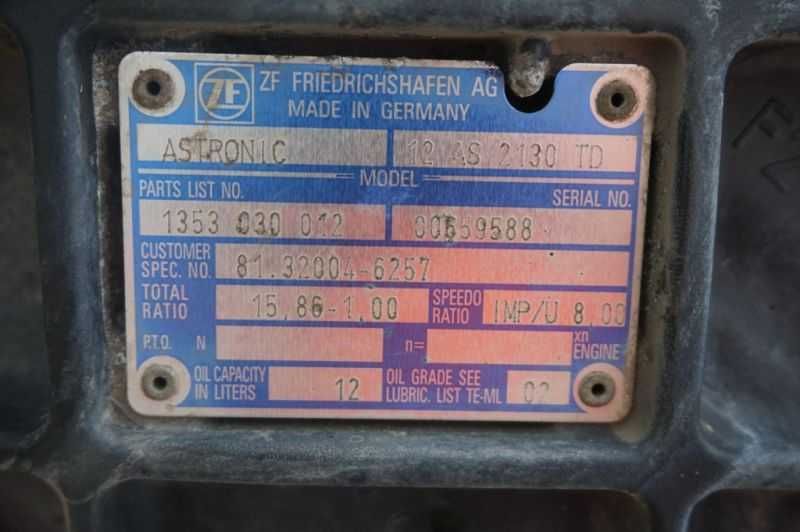 ZF ZF FRIEDRICHSHAFEN AG
MADE IN GERMANY
ASTRONIC 12 AS 2130 TD
MODEL
PARTS LIST NO. SERIAL NO.
1353 030 012 00659588
CUSTOMER SPEC. NO. 81.32004-6257
TOTAL RATIO 15,86-1,00 SPEEDO RATIO IMP/U 8,00
P.T.O. N n= xn ENGINE
OIL CAPACITY IN LITERS 12 OIL GRADE SEE LUBRIC. LIST TE-ML 02